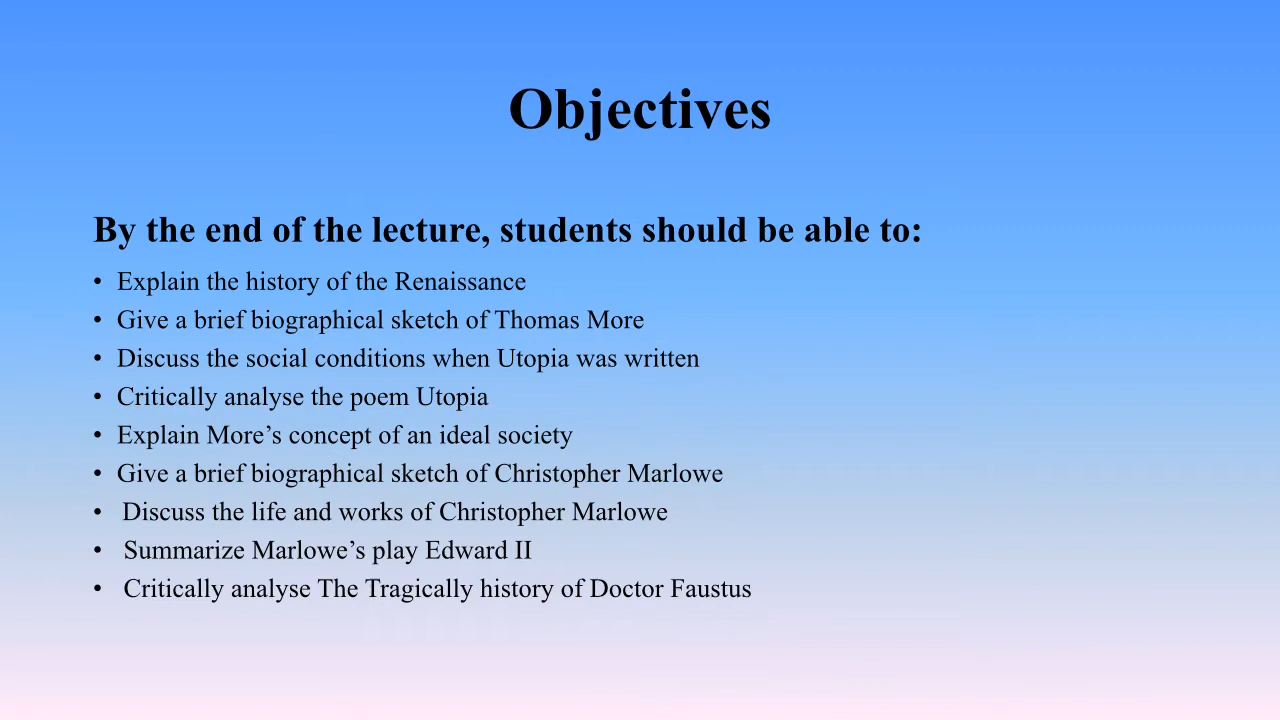 Objectives
By the end of the lecture, students should be able to:
• Explain the history of the Renaissance
• Give a brief biographical sketch of Thomas More
• Discuss the social conditions when Utopia was written
• Critically analyse the poem Utopia
• Explain More’s concept of an ideal society
• Give a brief biographical sketch of Christopher Marlowe
• Discuss the life and works of Christopher Marlowe
• Summarize Marlowe’s play Edward II
• Critically analyse The Tragically history of Doctor Faustus